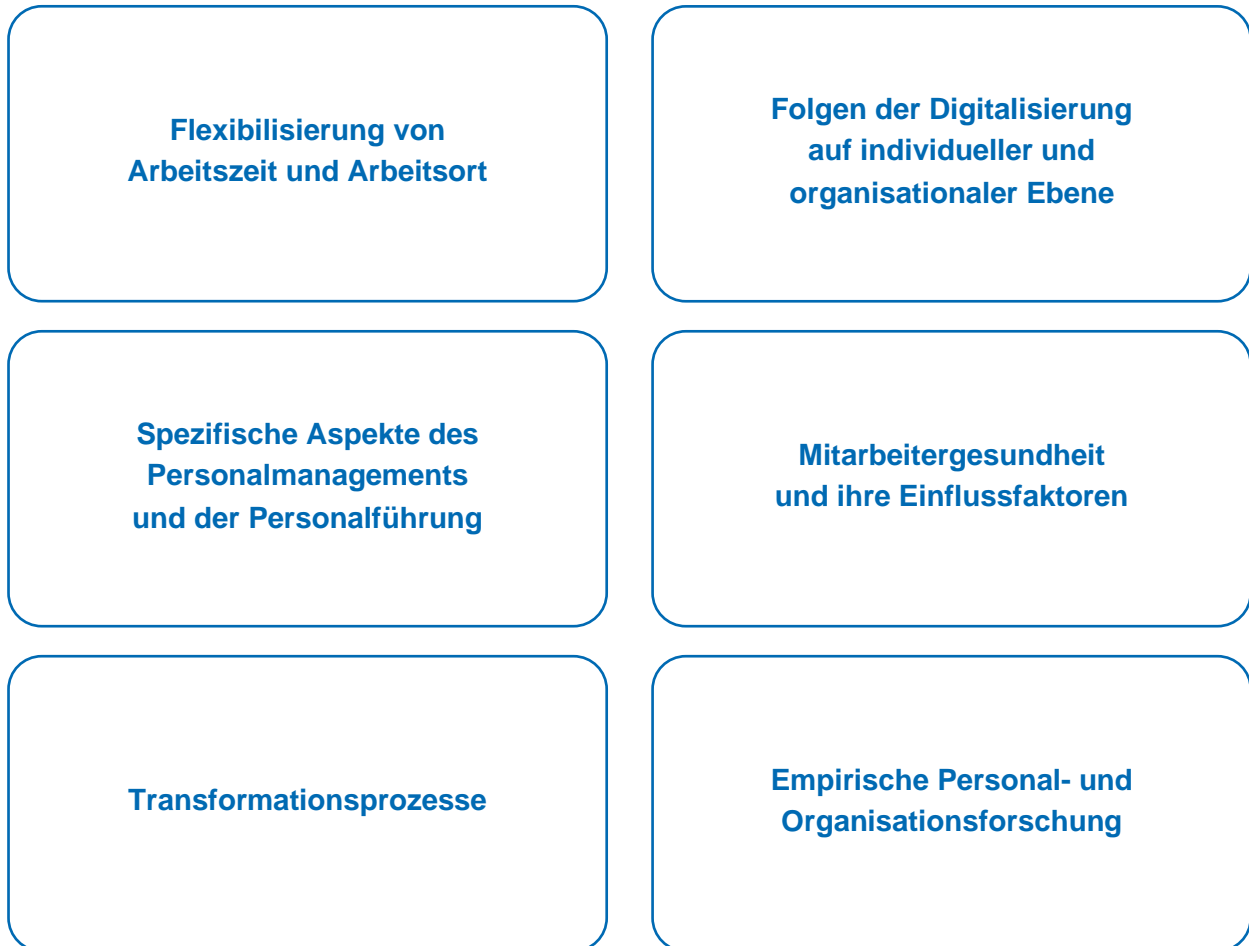 Flexibilisierung von
Arbeitszeit und Arbeitsort
Folgen der Digitalisierung
auf individueller und
organisationaler Ebene
Spezifische Aspekte des
Personalmanagements
und der Personalführung
Mitarbeitergesundheit
und ihre Einflussfaktoren
Transformationsprozesse
Empirische Personal- und
Organisationsforschung